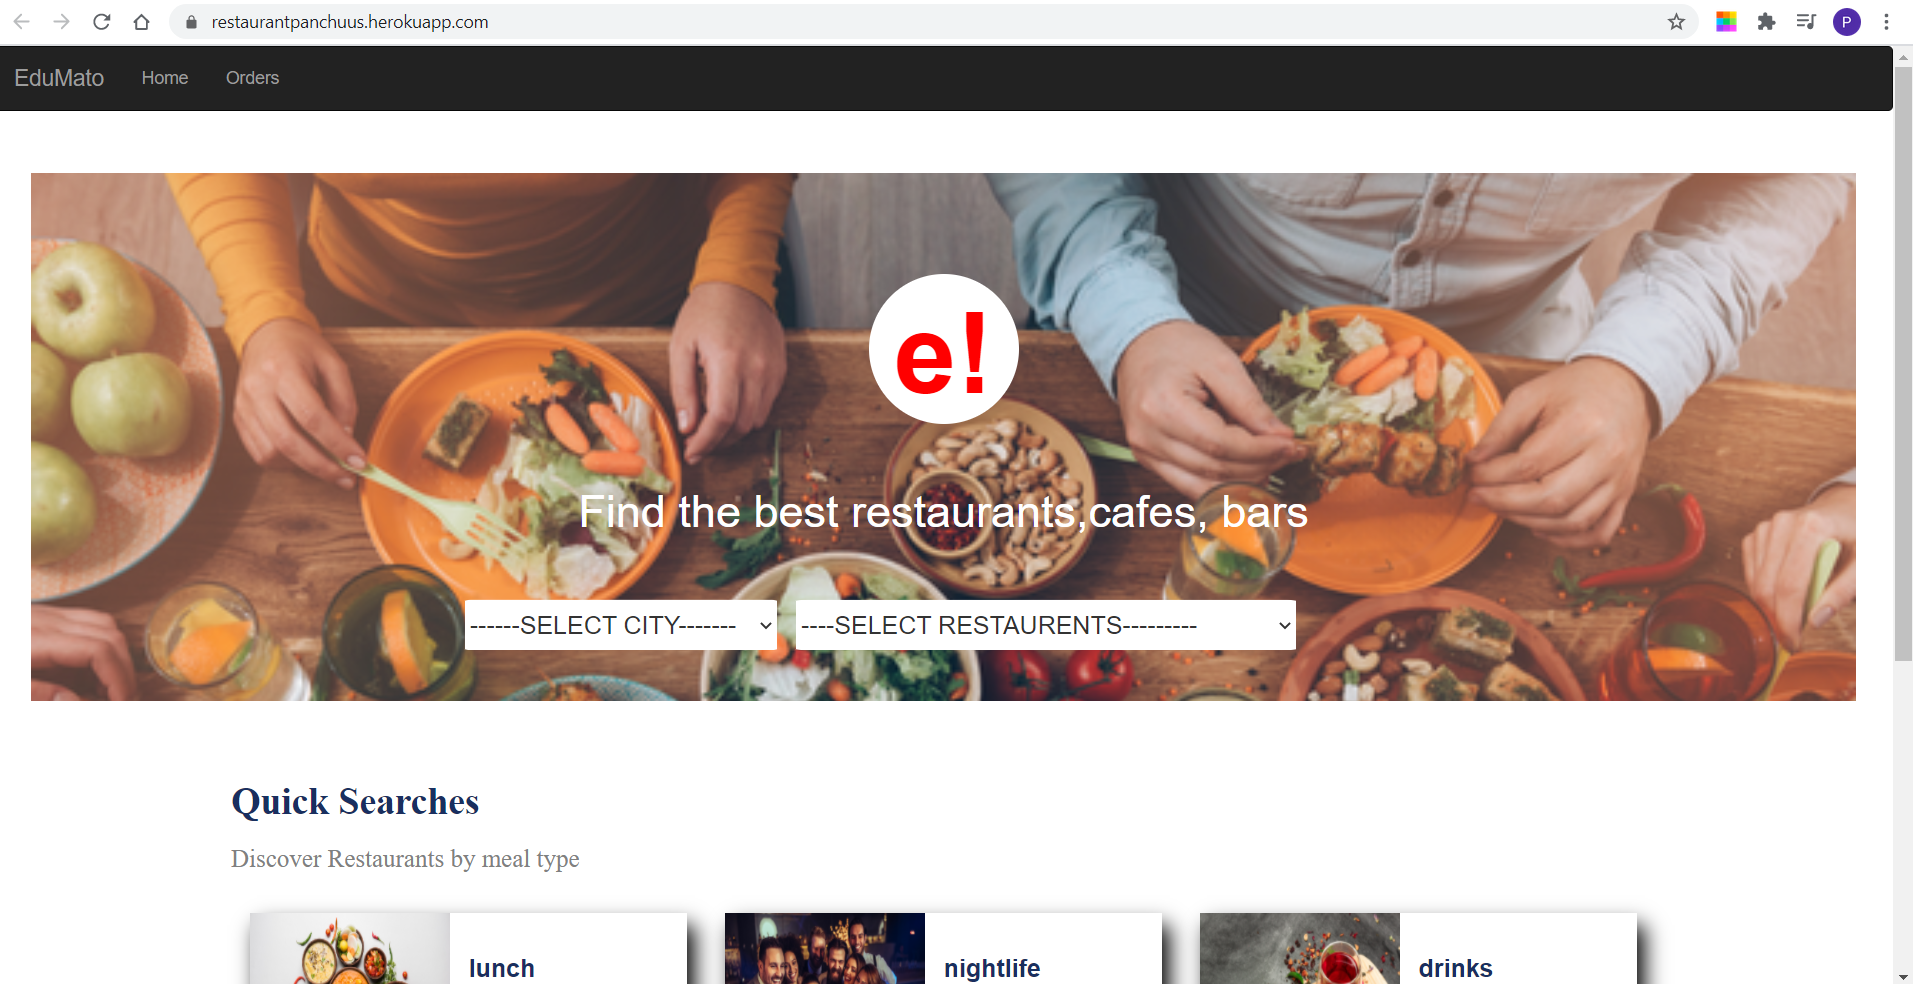 restaurantpanchuus.herokuapp.com
P
EduMato Home Orders
e!
Find the best restaurants,cafes, bars
------SELECT CITY------- ----SELECT RESTAURENTS---------
Quick Searches
Discover Restaurants by meal type
lunch nightlife drinks